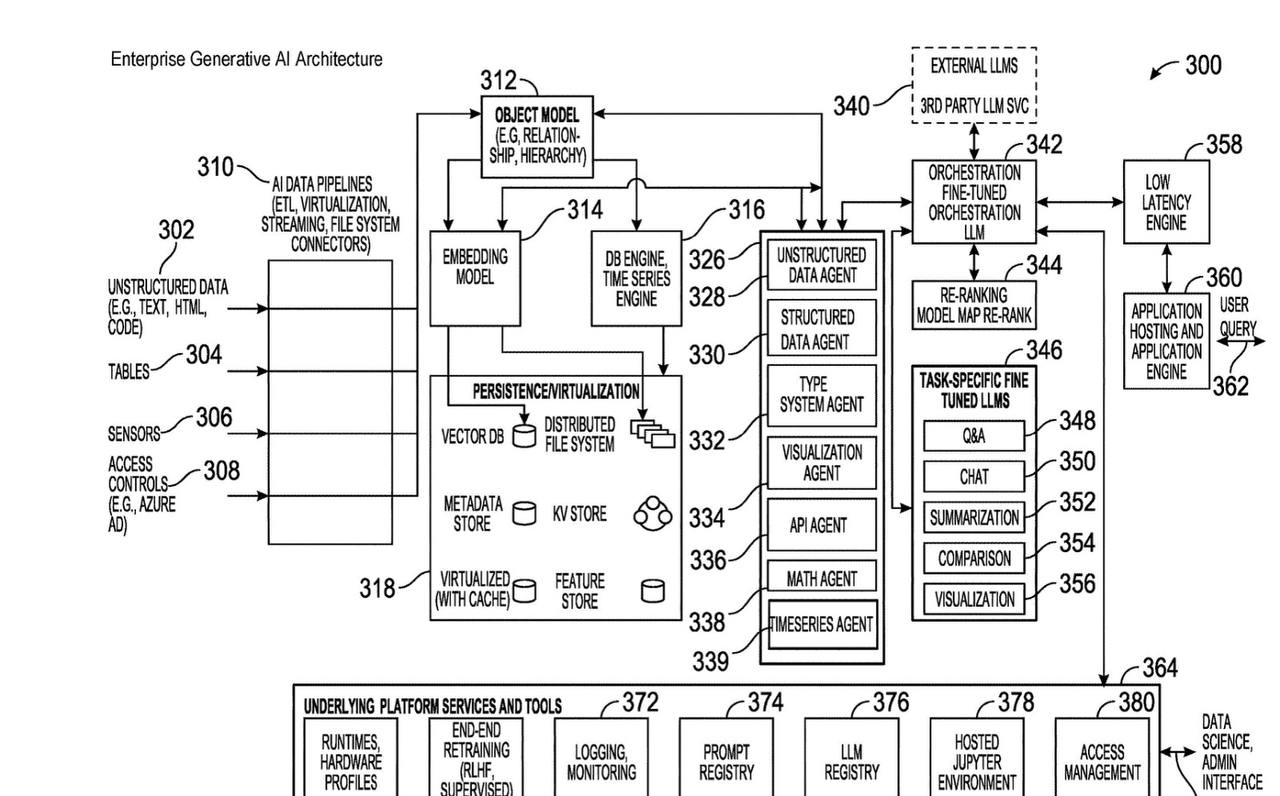 Enterprise Generative AI Architecture
300
310
AI DATA PIPELINES
(ETL, VIRTUALIZATION,
STREAMING, FILE SYSTEM
CONNECTORS)
302
UNSTRUCTURED DATA
(E.G., TEXT, HTML,
CODE)
TABLES
304
SENSORS
306
ACCESS
CONTROLS
(E.G., AZURE
AD)
308
312
OBJECT MODEL
(E.G, RELATION-
SHIP, HIERARCHY)
314
EMBEDDING
MODEL
316
DB ENGINE,
TIME SERIES
ENGINE
318
PERSISTENCE/VIRTUALIZATION
VECTOR DB
DISTRIBUTED
FILE SYSTEM
METADATA
STORE
KV STORE
VIRTUALIZED
(WITH CACHE)
FEATURE
STORE
326
UNSTRUCTURED
DATA AGENT
328
STRUCTURED
DATA AGENT
330
TYPE
SYSTEM AGENT
332
VISUALIZATION
AGENT
334
API AGENT
336
MATH AGENT
338
TIMESERIES AGENT
339
340
EXTERNAL LLMS
3RD PARTY LLM SVC
342
ORCHESTRATION
FINE-TUNED
ORCHESTRATION
LLM
344
RE-RANKING
MODEL MAP RE-RANK
346
TASK-SPECIFIC FINE
TUNED LLMS
Q&A
348
CHAT
350
SUMMARIZATION
352
COMPARISON
354
VISUALIZATION
356
358
LOW
LATENCY
ENGINE
360
APPLICATION
HOSTING AND
APPLICATION
ENGINE
USER
QUERY
362
364
UNDERLYING PLATFORM SERVICES AND TOOLS
RUNTIMES,
HARDWARE
PROFILES
END-END
RETRAINING
(RLHF,
SUPERVISED)
372
LOGGING,
MONITORING
374
PROMPT
REGISTRY
376
LLM
REGISTRY
378
HOSTED
JUPYTER
ENVIRONMENT
380
ACCESS
MANAGEMENT
DATA
SCIENCE,
ADMIN
INTERFACE